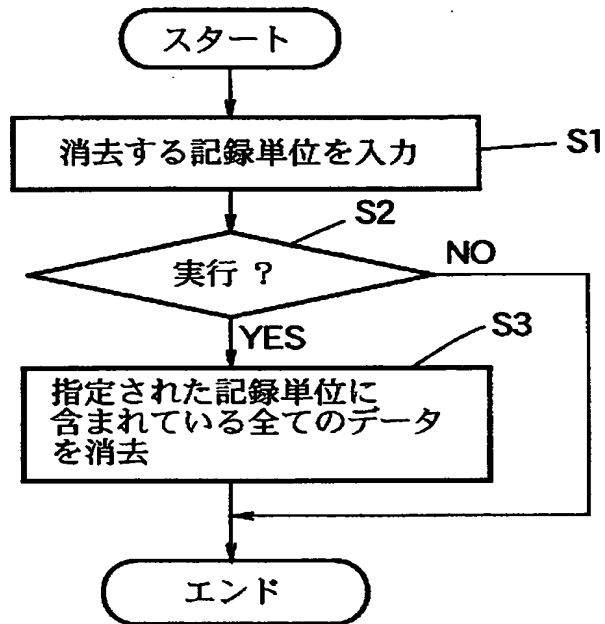 スタート
消去する記録単位を入力
S1
S2
実行 ?
NO
YES
S3
指定された記録単位に
含まれている全てのデータ
を消去
エンド